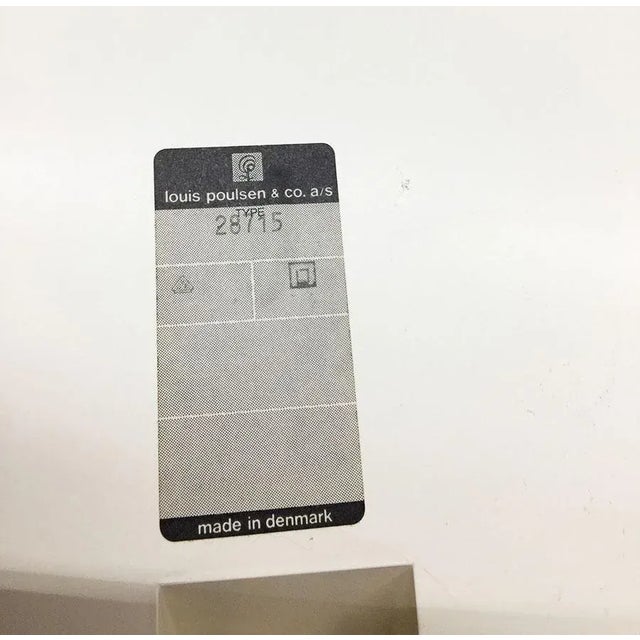 louis poulsen & co. a/s
TYPE
28715
made in denmark